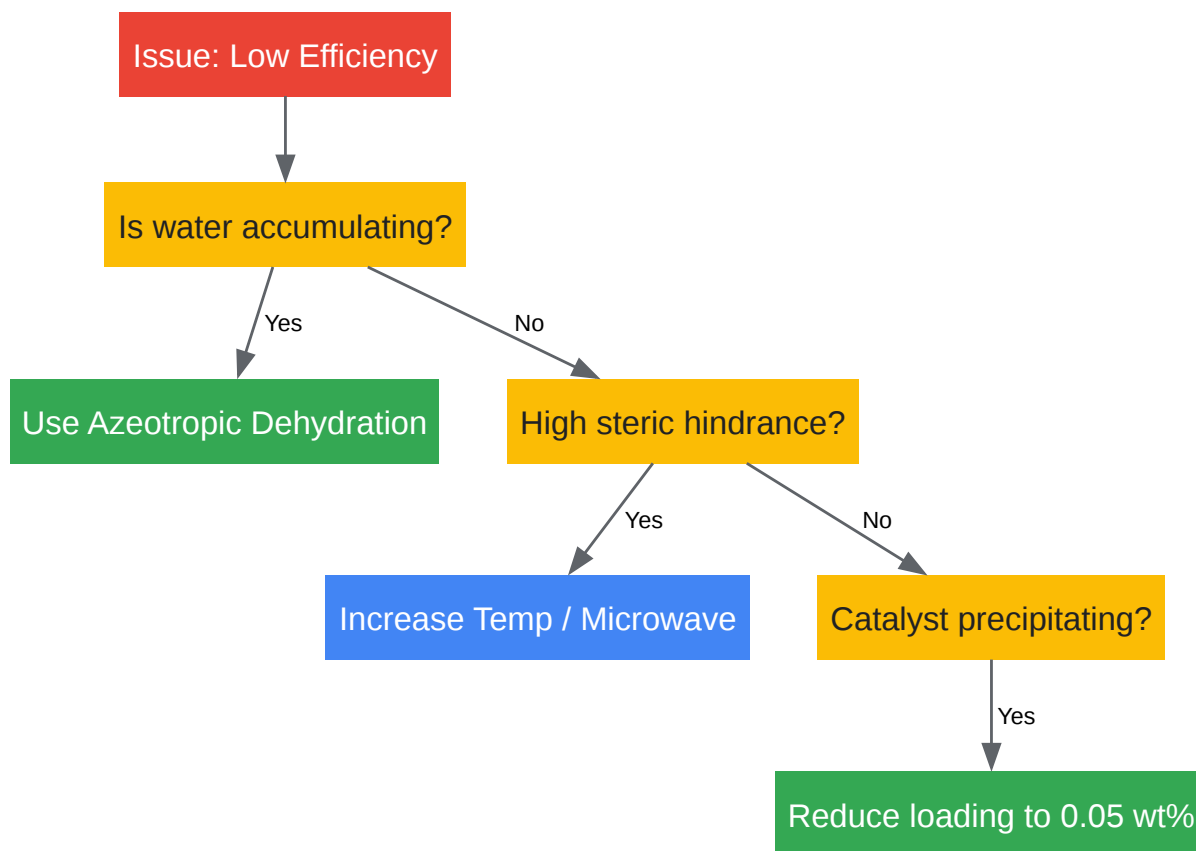 Issue: Low Efficiency
Is water accumulating?
Yes
No
Use Azeotropic Dehydration
High steric hindrance?
Yes
No
Increase Temp / Microwave
Catalyst precipitating?
Yes
Reduce loading to 0.05 wt%